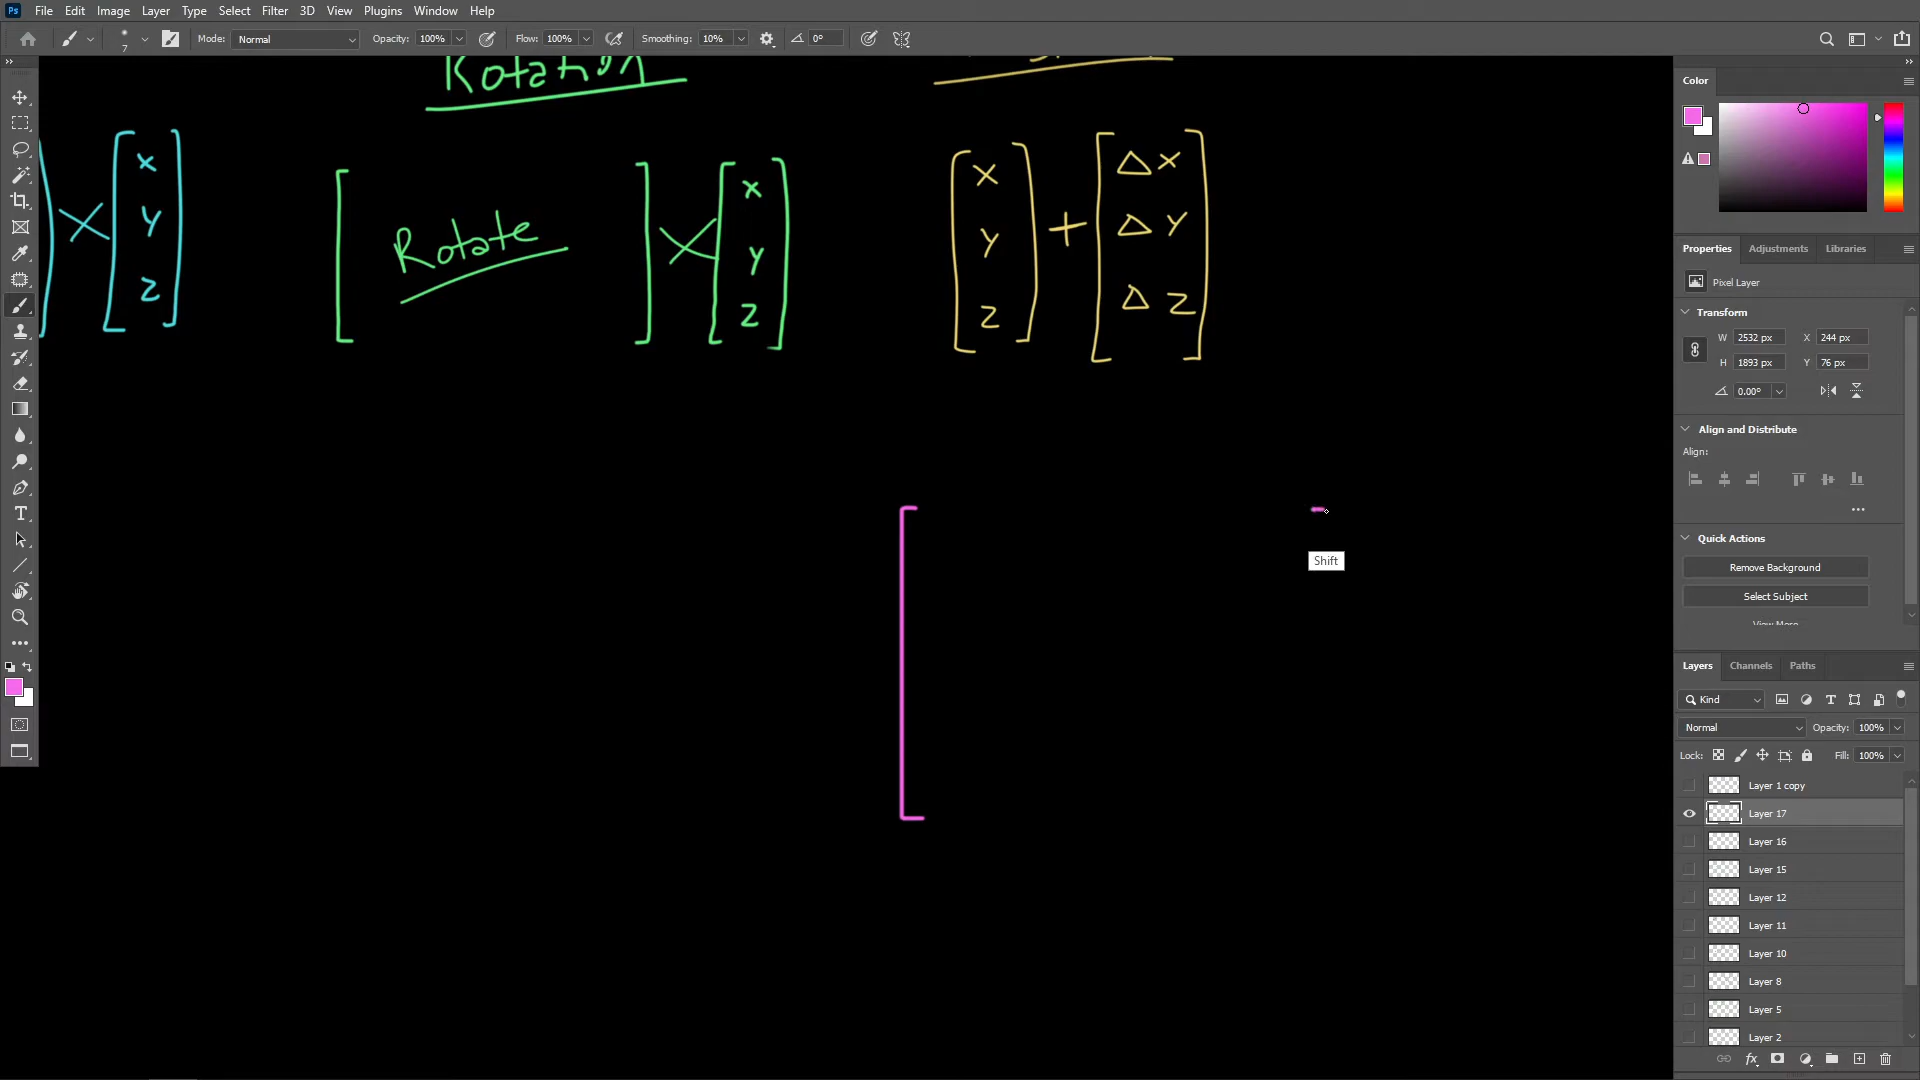 Ps File Edit Image Layer Type Select Filter 3D View Plugins Window Help
7 Mode: Normal Opacity: 100% Flow: 100% Smoothing: 10% 0°
Rotation
x
y
z
X
Rotate
X
x
y
z
x
y
z
+
Δ x
Δ y
Δ z
Shift
Color
Properties Adjustments Libraries
Pixel Layer
Transform
W 2532 px X 244 px
H 1893 px Y 76 px
0.00°
Align and Distribute
Align:
Quick Actions
Remove Background
Select Subject
View More
Layers Channels Paths
Kind
Normal Opacity: 100%
Lock: Fill: 100%
Layer 1 copy
Layer 17
Layer 16
Layer 15
Layer 12
Layer 11
Layer 10
Layer 8
Layer 5
Layer 2